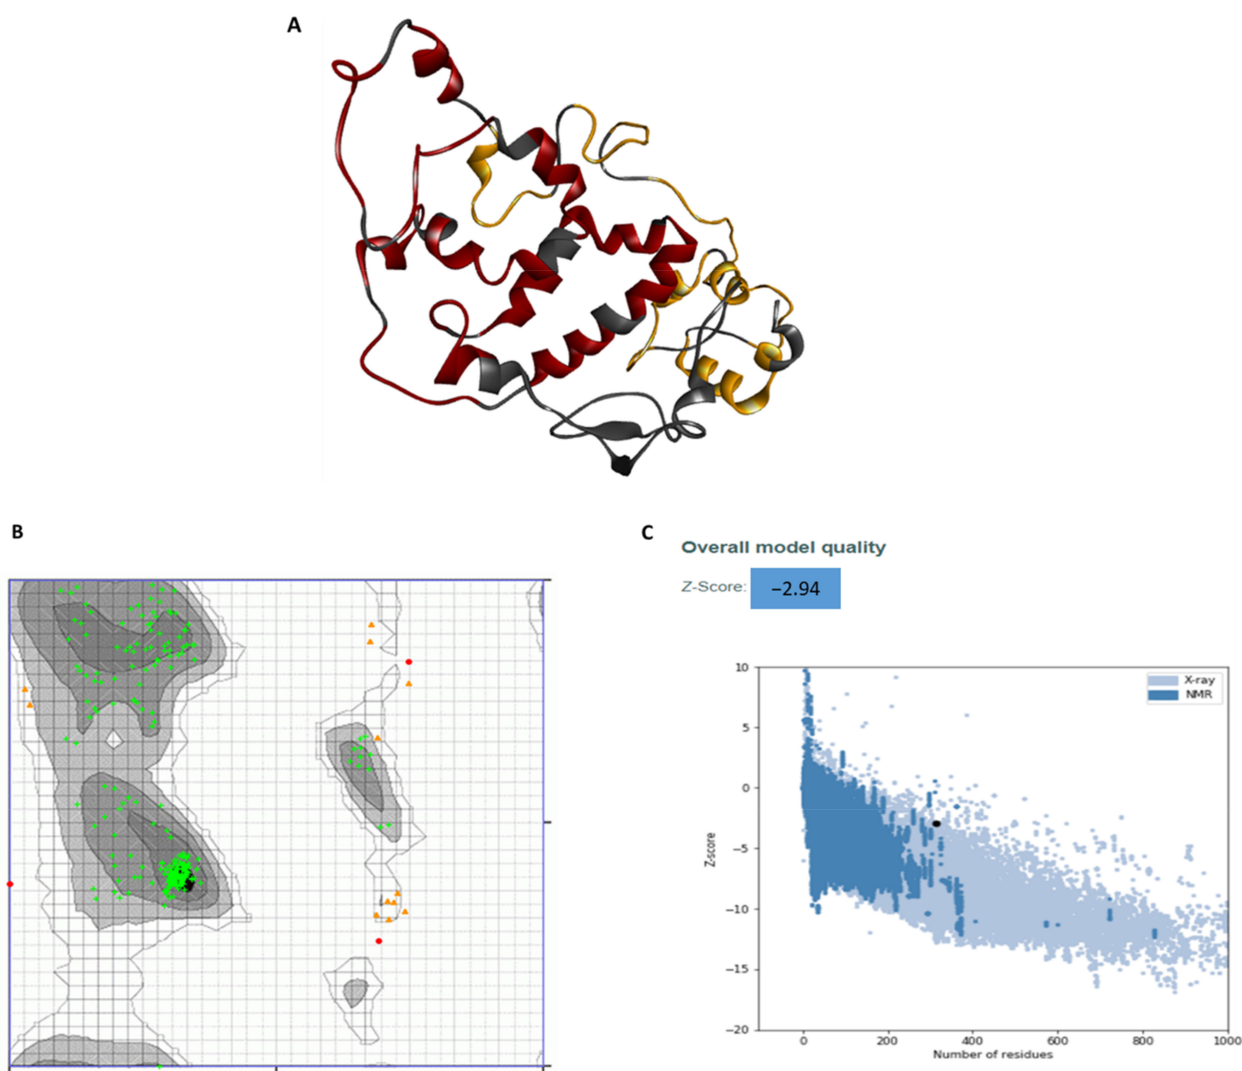 A
B
C
Overall model quality
Z-Score: −2.94
10
X-ray
NMR
5
0
−5
Z-score
−10
−15
−20
0 200 400 600 800 1000
Number of residues